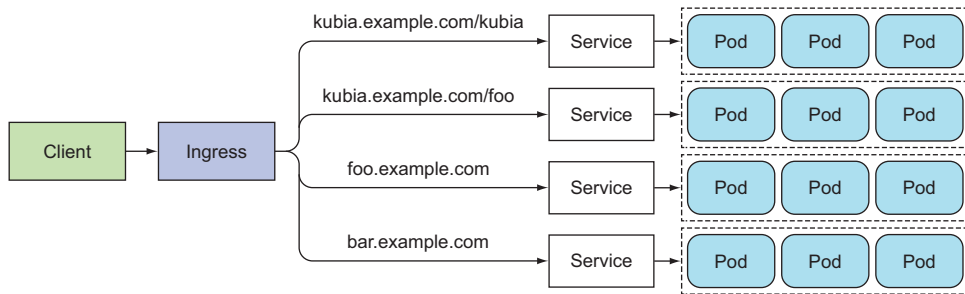 kubia.example.com/kubia
Service
Pod
Pod
Pod
kubia.example.com/foo
Service
Pod
Pod
Pod
Client
Ingress
foo.example.com
Service
Pod
Pod
Pod
bar.example.com
Service
Pod
Pod
Pod